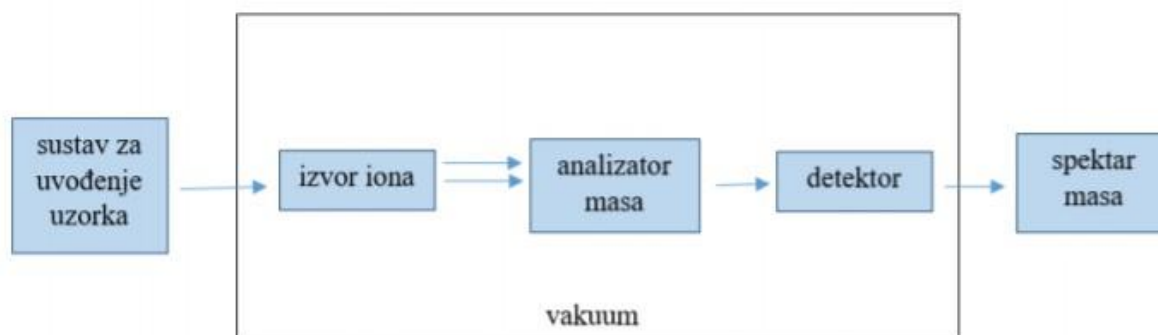 sustav za
uvođenje
uzorka
izvor iona
analizator
masa
detektor
spektar
masa
vakuum